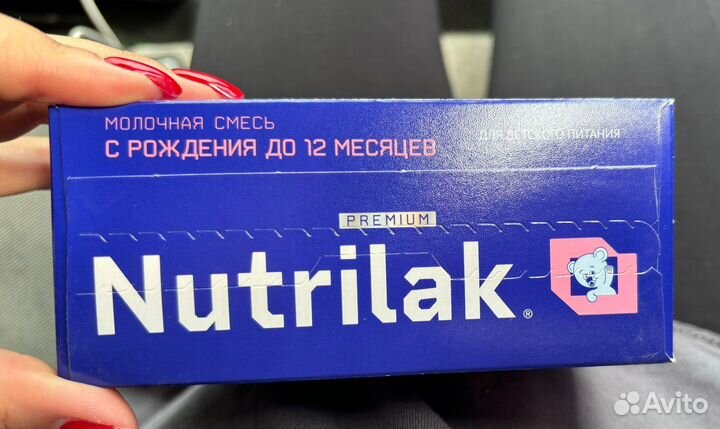 МОЛОЧНАЯ СМЕСЬ
С РОЖДЕНИЯ ДО 12 МЕСЯЦЕВ
ДЛЯ ДЕТСКОГО ПИТАНИЯ
PREMIUM
Nutrilak®
Avito